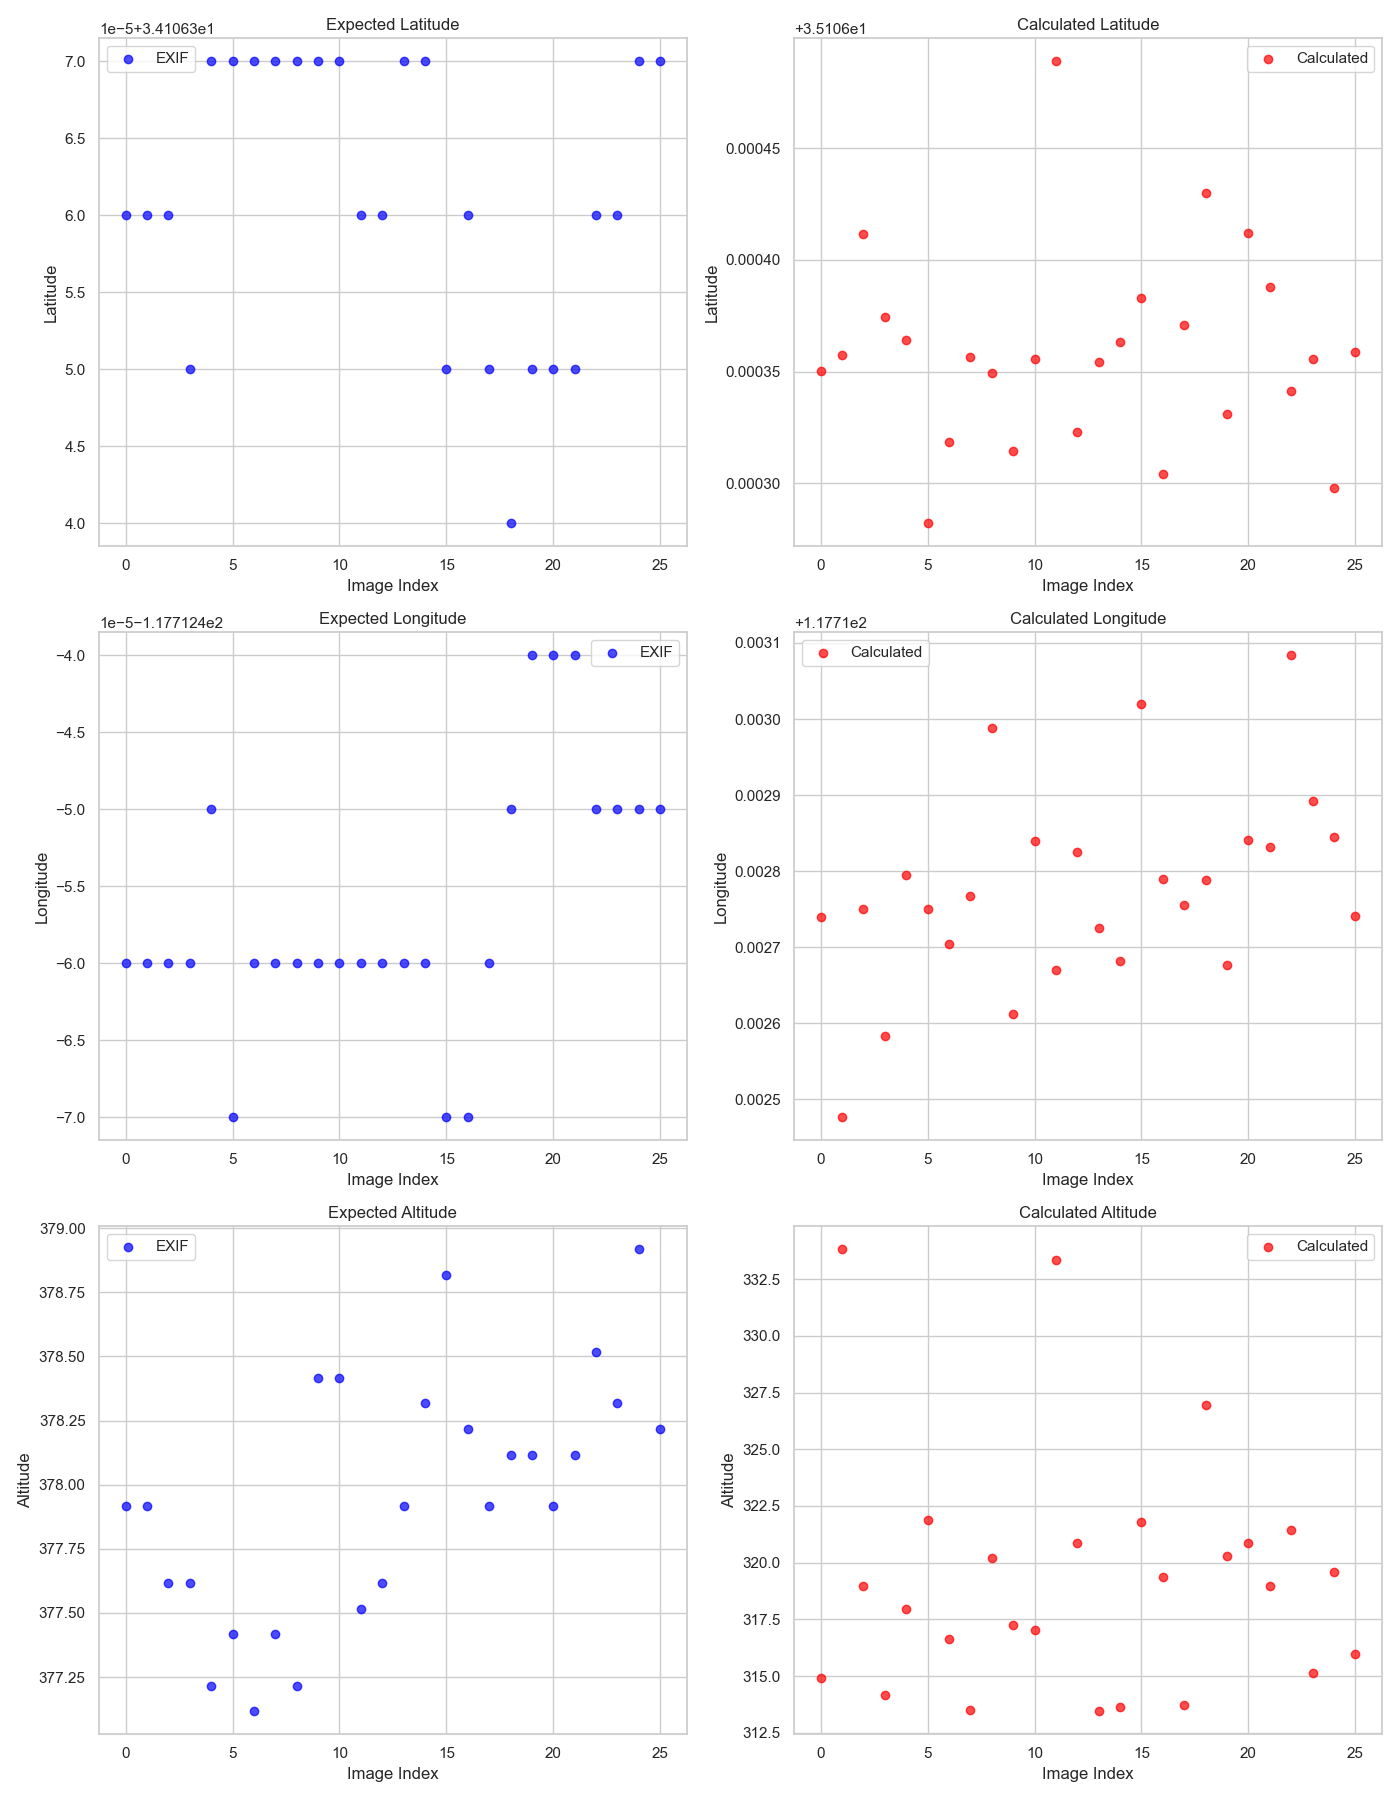 Expected Latitude
1e−5+3.41063e1
EXIF
7.0
6.5
6.0
5.5
5.0
4.5
4.0
Latitude
0 5 10 15 20 25
Image Index
Calculated Latitude
+3.5106e1
Calculated
0.00045
0.00040
0.00035
0.00030
Latitude
0 5 10 15 20 25
Image Index
Expected Longitude
1e−5−1.177124e2
EXIF
−4.0
−4.5
−5.0
−5.5
−6.0
−6.5
−7.0
Longitude
0 5 10 15 20 25
Image Index
Calculated Longitude
+1.1771e2
Calculated
0.0031
0.0030
0.0029
0.0028
0.0027
0.0026
0.0025
Longitude
0 5 10 15 20 25
Image Index
Expected Altitude
EXIF
379.00
378.75
378.50
378.25
378.00
377.75
377.50
377.25
Altitude
0 5 10 15 20 25
Image Index
Calculated Altitude
Calculated
332.5
330.0
327.5
325.0
322.5
320.0
317.5
315.0
312.5
Altitude
0 5 10 15 20 25
Image Index